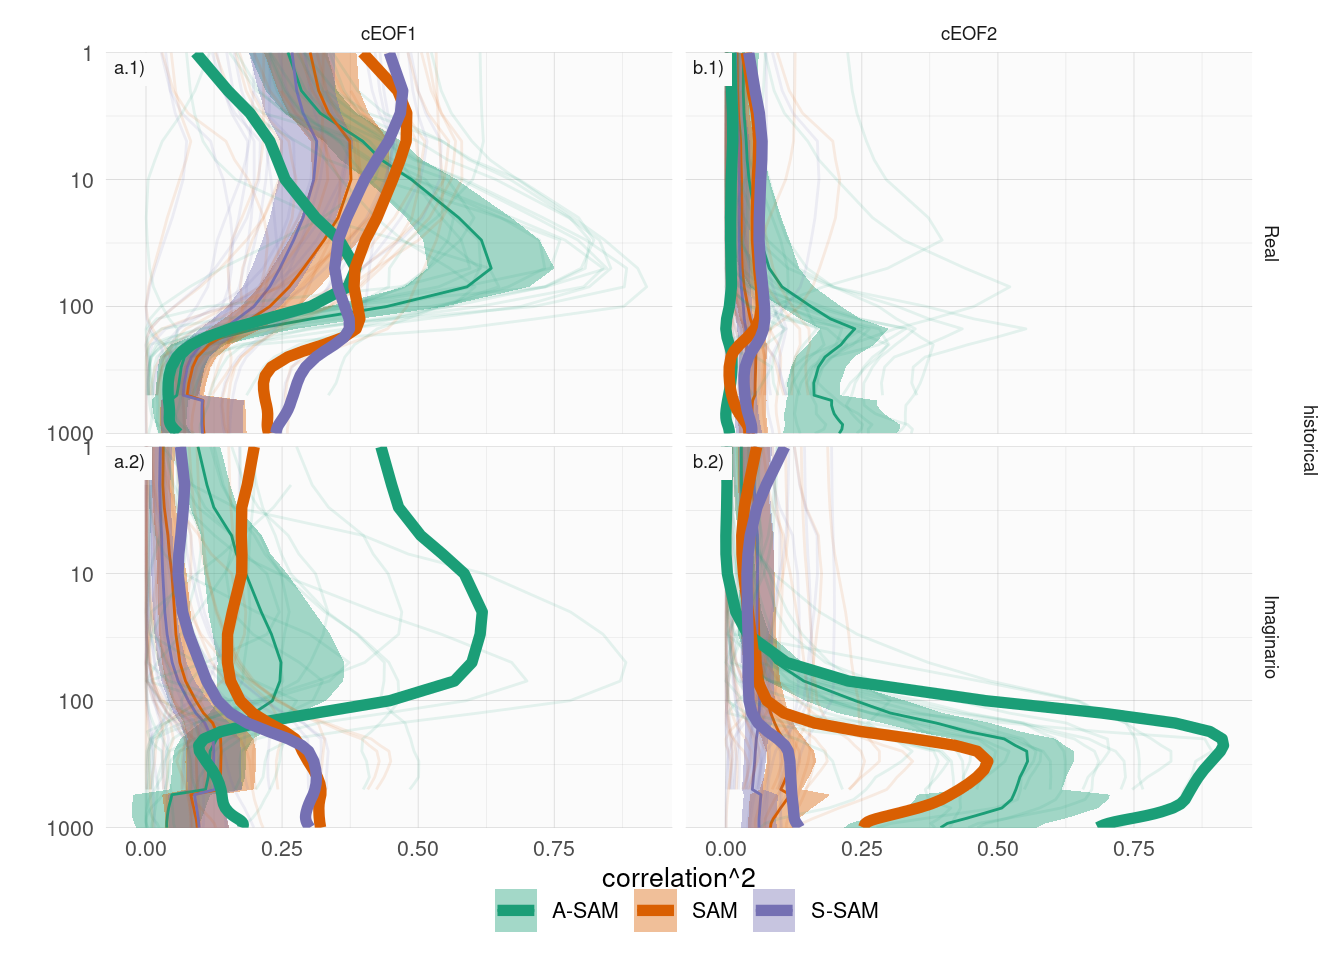 cEOF1
cEOF2
1
a.1)
b.1)
10
100
1000
Real
historical
1
a.2)
b.2)
10
100
1000
Imaginario
0.00
0.25
0.50
0.75
0.00
0.25
0.50
0.75
correlation^2
A-SAM
SAM
S-SAM